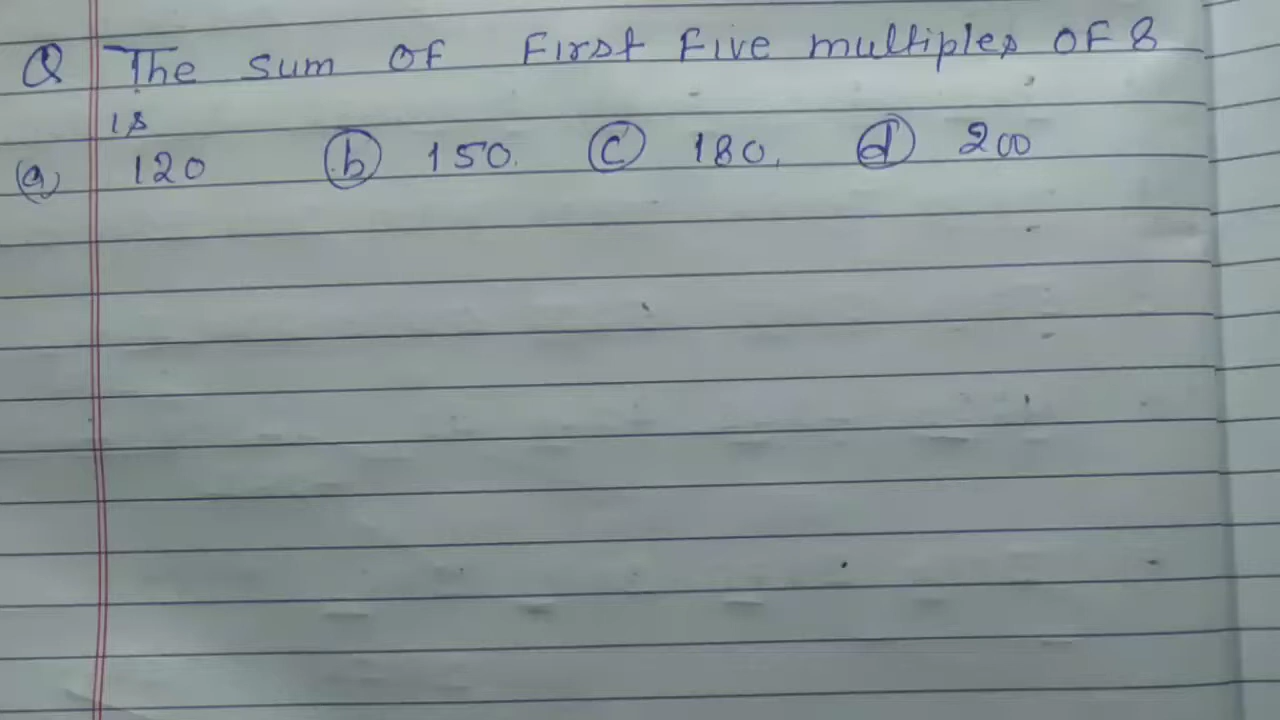 Q The sum of First Five multiples of 8
is
(a) 120 (b) 150. (c) 180, (d) 200